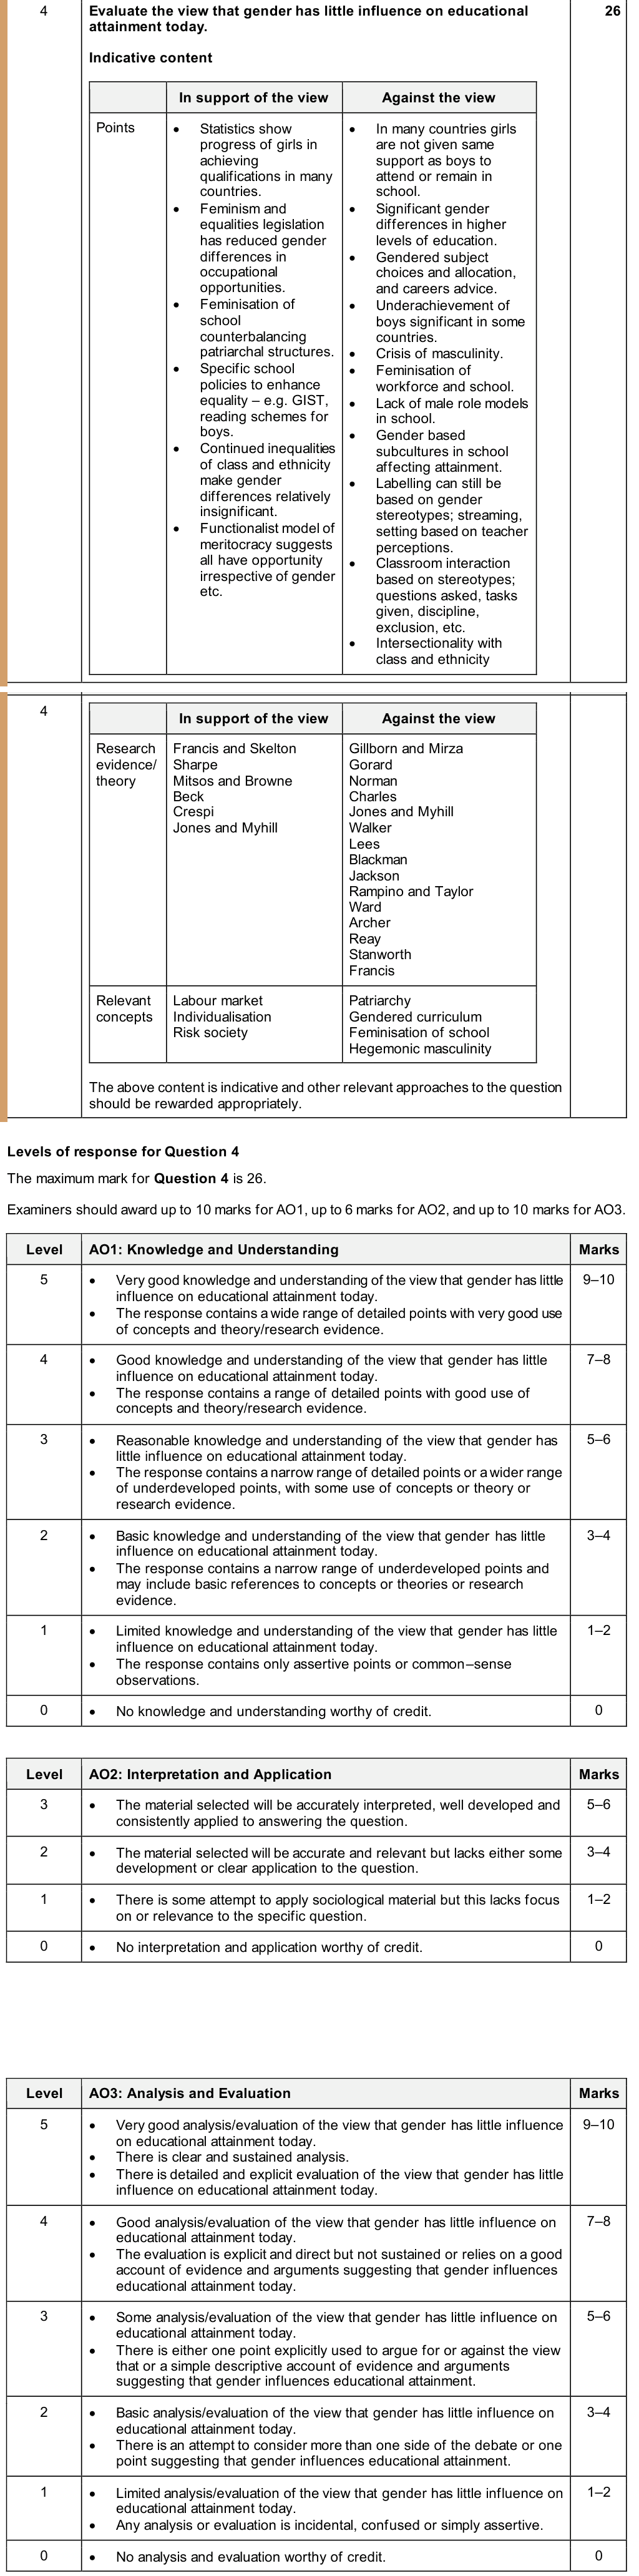 4 Evaluate the view that gender has little influence on educational 26
attainment today.
Indicative content
In support of the view Against the view
Points
• Statistics show
progress of girls in
achieving
qualifications in many
countries.
• Feminism and
equalities legislation
has reduced gender
differences in
occupational
opportunities.
• Feminisation of
school
counterbalancing
patriarchal structures.
• Specific school
policies to enhance
equality – e.g. GIST,
reading schemes for
boys.
• Continued inequalities
of class and ethnicity
make gender
differences relatively
insignificant.
• Functionalist model of
meritocracy suggests
all have opportunity
irrespective of gender
etc.
• In many countries girls
are not given same
support as boys to
attend or remain in
school.
• Significant gender
differences in higher
levels of education.
• Gendered subject
choices and allocation,
and careers advice.
• Underachievement of
boys significant in some
countries.
• Crisis of masculinity.
• Feminisation of
workforce and school.
• Lack of male role models
in school.
• Gender based
subcultures in school
affecting attainment.
• Labelling can still be
based on gender
stereotypes; streaming,
setting based on teacher
perceptions.
• Classroom interaction
based on stereotypes;
questions asked, tasks
given, discipline,
exclusion, etc.
• Intersectionality with
class and ethnicity
4
In support of the view Against the view
Research
evidence/
theory
Francis and Skelton
Sharpe
Mitsos and Browne
Beck
Crespi
Jones and Myhill
Gillborn and Mirza
Gorard
Norman
Charles
Jones and Myhill
Walker
Lees
Blackman
Jackson
Rampino and Taylor
Ward
Archer
Reay
Stanworth
Francis
Relevant
concepts
Labour market
Individualisation
Risk society
Patriarchy
Gendered curriculum
Feminisation of school
Hegemonic masculinity
The above content is indicative and other relevant approaches to the question
should be rewarded appropriately.
Levels of response for Question 4
The maximum mark for Question 4 is 26.
Examiners should award up to 10 marks for AO1, up to 6 marks for AO2, and up to 10 marks for AO3.
Level AO1: Knowledge and Understanding Marks
5 • Very good knowledge and understanding of the view that gender has little 9–10
influence on educational attainment today.
• The response contains a wide range of detailed points with very good use
of concepts and theory/research evidence.
4 • Good knowledge and understanding of the view that gender has little 7–8
influence on educational attainment today.
• The response contains a range of detailed points with good use of
concepts and theory/research evidence.
3 • Reasonable knowledge and understanding of the view that gender has 5–6
little influence on educational attainment today.
• The response contains a narrow range of detailed points or a wider range
of underdeveloped points, with some use of concepts or theory or
research evidence.
2 • Basic knowledge and understanding of the view that gender has little 3–4
influence on educational attainment today.
• The response contains a narrow range of underdeveloped points and
may include basic references to concepts or theories or research
evidence.
1 • Limited knowledge and understanding of the view that gender has little 1–2
influence on educational attainment today.
• The response contains only assertive points or common–sense
observations.
0 • No knowledge and understanding worthy of credit. 0
Level AO2: Interpretation and Application Marks
3 • The material selected will be accurately interpreted, well developed and 5–6
consistently applied to answering the question.
2 • The material selected will be accurate and relevant but lacks either some 3–4
development or clear application to the question.
1 • There is some attempt to apply sociological material but this lacks focus 1–2
on or relevance to the specific question.
0 • No interpretation and application worthy of credit. 0
Level AO3: Analysis and Evaluation Marks
5 • Very good analysis/evaluation of the view that gender has little influence 9–10
on educational attainment today.
• There is clear and sustained analysis.
• There is detailed and explicit evaluation of the view that gender has little
influence on educational attainment today.
4 • Good analysis/evaluation of the view that gender has little influence on 7–8
educational attainment today.
• The evaluation is explicit and direct but not sustained or relies on a good
account of evidence and arguments suggesting that gender influences
educational attainment today.
3 • Some analysis/evaluation of the view that gender has little influence on 5–6
educational attainment today.
• There is either one point explicitly used to argue for or against the view
that or a simple descriptive account of evidence and arguments
suggesting that gender influences educational attainment.
2 • Basic analysis/evaluation of the view that gender has little influence on 3–4
educational attainment today.
• There is an attempt to consider more than one side of the debate or one
point suggesting that gender influences educational attainment.
1 • Limited analysis/evaluation of the view that gender has little influence on 1–2
educational attainment today.
• Any analysis or evaluation is incidental, confused or simply assertive.
0 • No analysis and evaluation worthy of credit. 0